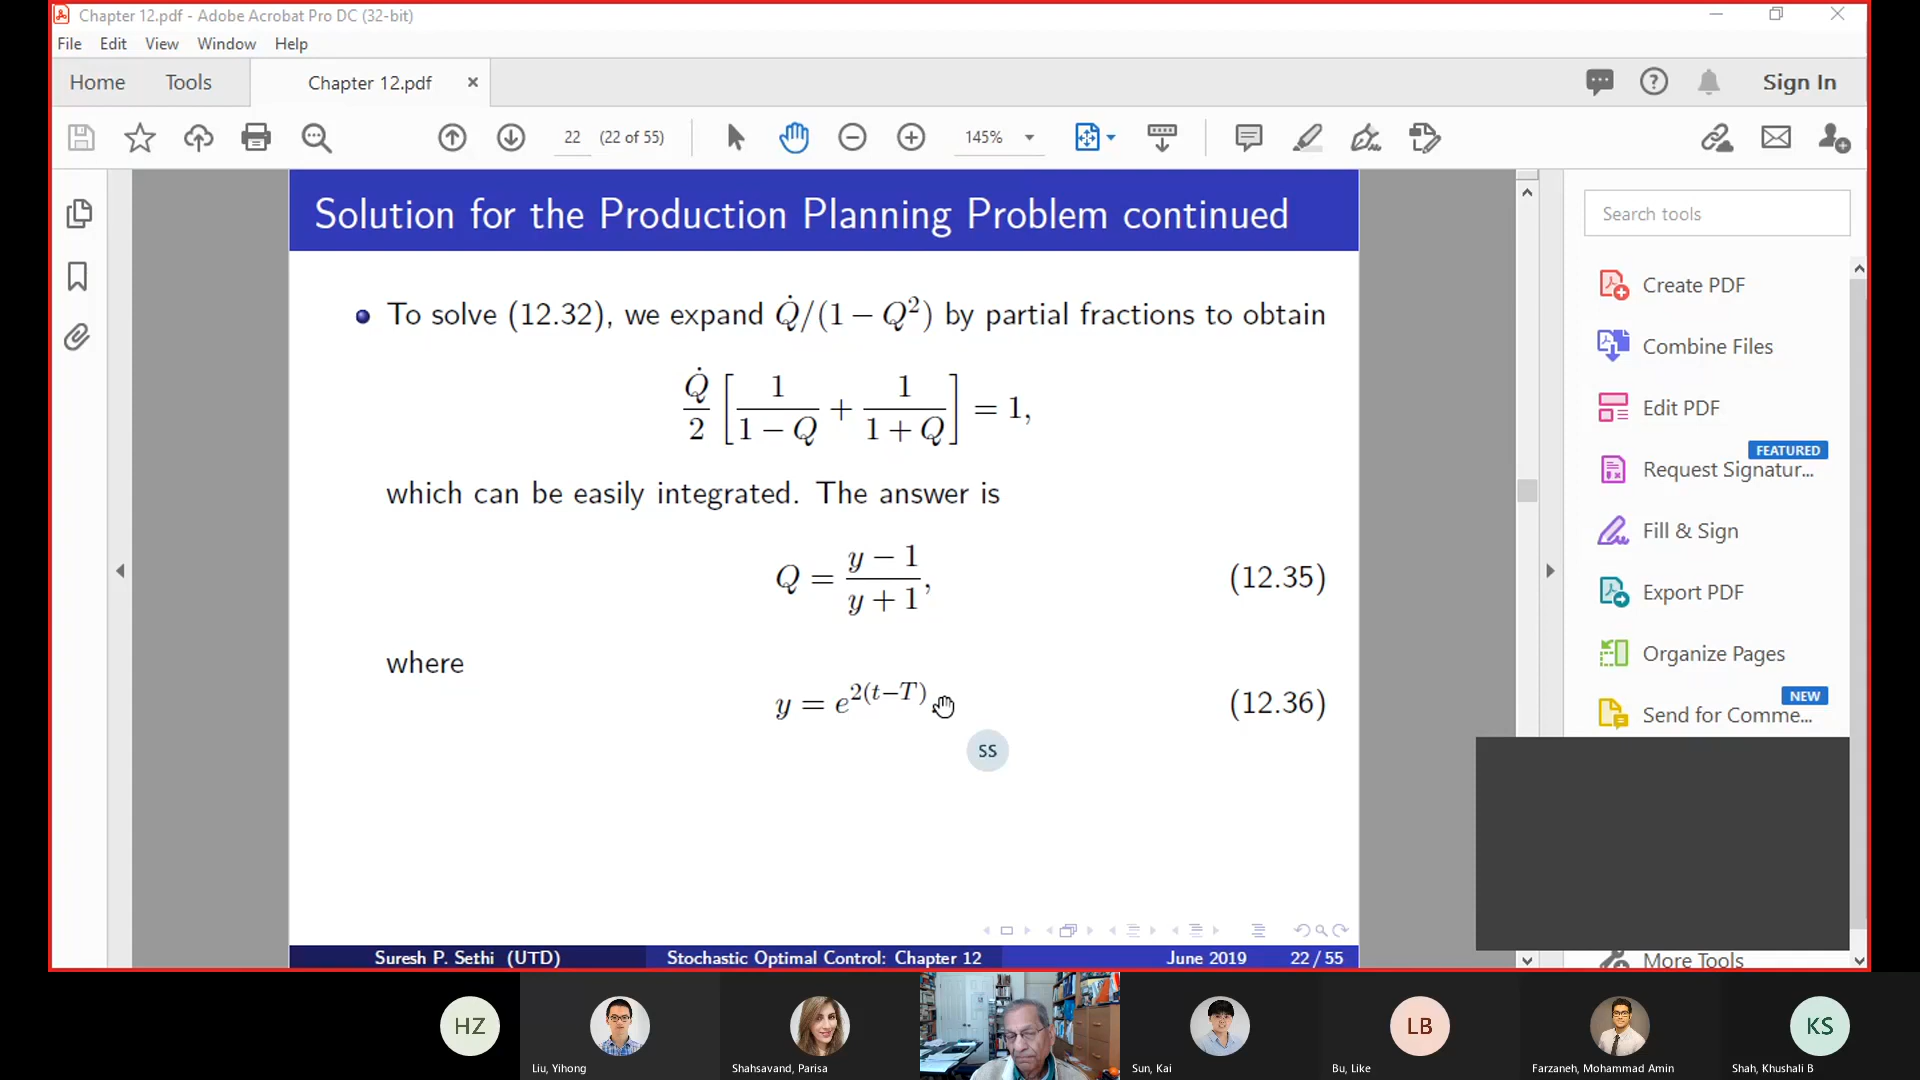 Chapter 12.pdf - Adobe Acrobat Pro DC (32-bit)
File Edit View Window Help
Home Tools Chapter 12.pdf × Sign In
22 (22 of 55) 145%
Solution for the Production Planning Problem continued
To solve (12.32), we expand Q̇/(1 − Q²) by partial fractions to obtain
Q̇/2 [1/(1 − Q) + 1/(1 + Q)] = 1,
which can be easily integrated. The answer is
Q = (y − 1)/(y + 1), (12.35)
where
y = e^{2(t−T)} (12.36)
SS
Suresh P. Sethi (UTD) Stochastic Optimal Control: Chapter 12 June 2019 22 / 55
Search tools
Create PDF
Combine Files
Edit PDF
FEATURED
Request Signatur...
Fill & Sign
Export PDF
Organize Pages
NEW
Send for Comme...
More Tools
HZ LB KS
Liu, Yihong Shahsavand, Parisa Sun, Kai Bu, Like Farzaneh, Mohammad Amin Shah, Khushali B